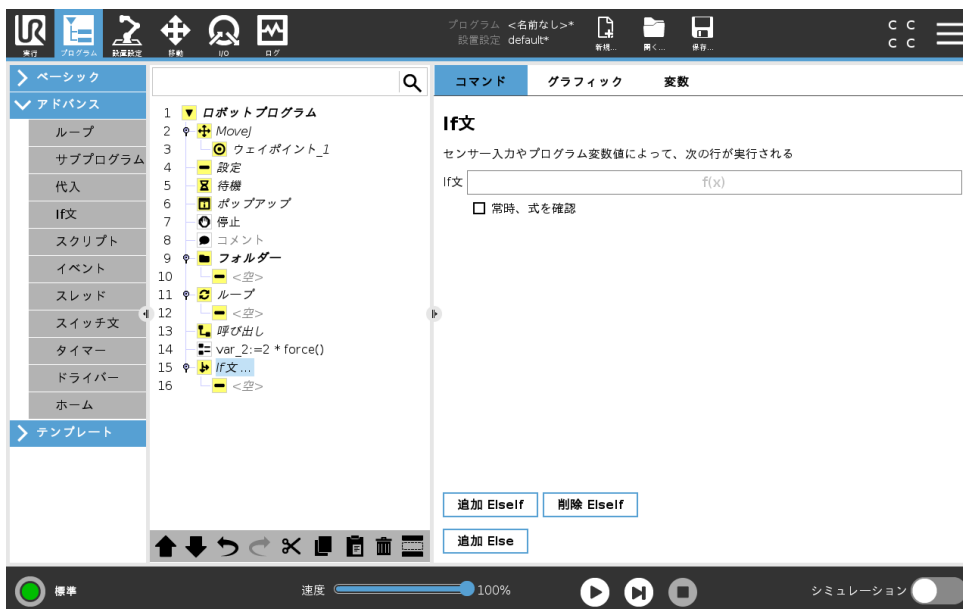 UR
実行
プログラム
設置設定
移動
I/O
ログ
プログラム <名前なし>*
設置設定 default*
新規...
開く...
保存...
C C
C C
ベーシック
アドバンス
ループ
サブプログラム
代入
If文
スクリプト
イベント
スレッド
スイッチ文
タイマー
ドライバー
ホーム
テンプレート
1 ロボットプログラム
2 MoveJ
3 ウェイポイント_1
4 設定
5 待機
6 ポップアップ
7 停止
8 コメント
9 フォルダー
10 <空>
11 ループ
12 <空>
13 呼び出し
14 var_2:=2 * force()
15 If文...
16 <空>
コマンド グラフィック 変数
If文
センサー入力やプログラム変数値によって、次の行が実行される
If文 f(x)
常時、式を確認
追加 ElseIf 削除 ElseIf
追加 Else
標準
速度 100%
シミュレーション